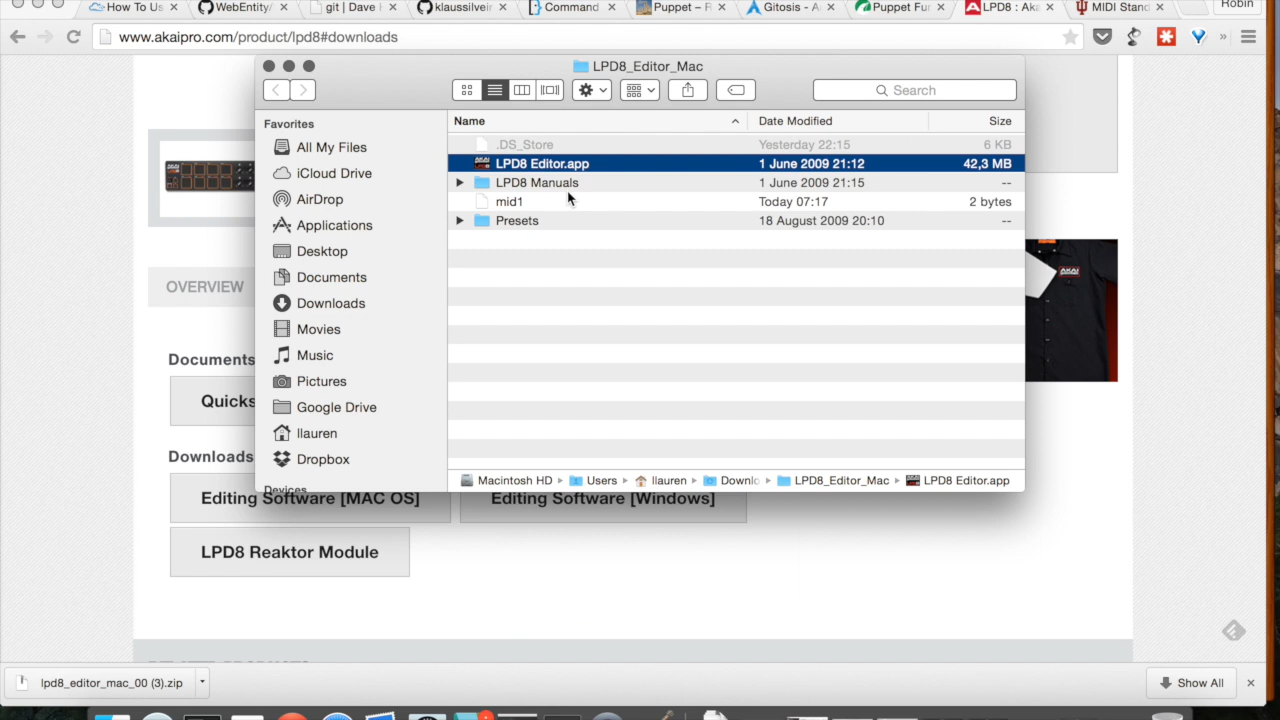 How To Us
WebEntity/
git | Dave
klaussilvein
Command
Puppet – R
Gitosis - A
Puppet Fur
LPD8 : Aka
MIDI Stand
Robin
www.akaipro.com/product/lpd8#downloads
LPD8_Editor_Mac
Search
Favorites
All My Files
iCloud Drive
AirDrop
Applications
Desktop
Documents
Downloads
Movies
Music
Pictures
Google Drive
llauren
Dropbox
Devices
Name Date Modified Size
.DS_Store Yesterday 22:15 6 KB
LPD8 Editor.app 1 June 2009 21:12 42,3 MB
LPD8 Manuals 1 June 2009 21:15 --
mid1 Today 07:17 2 bytes
Presets 18 August 2009 20:10 --
Macintosh HD Users llauren Downlo LPD8_Editor_Mac LPD8 Editor.app
AKAI
OVERVIEW
Documents
Quicks
Downloads
Editing Software [MAC OS]
Editing Software [Windows]
LPD8 Reaktor Module
lpd8_editor_mac_00 (3).zip
Show All